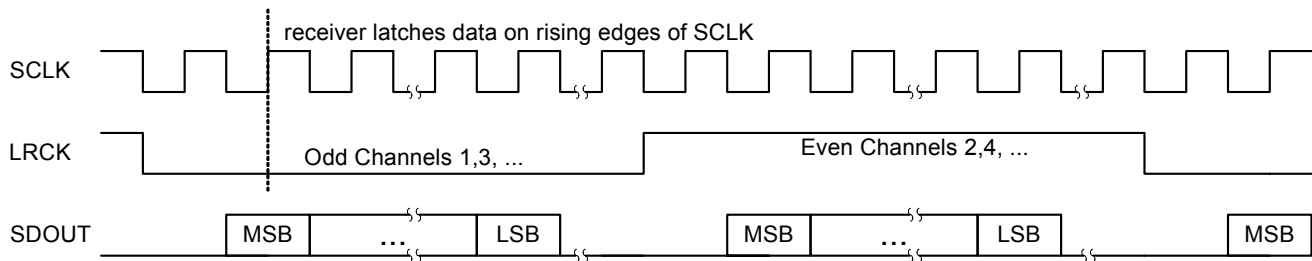 receiver latches data on rising edges of SCLK
SCLK
LRCK
Odd Channels 1,3, ...
Even Channels 2,4, ...
SDOUT
MSB
...
LSB
MSB
...
LSB
MSB